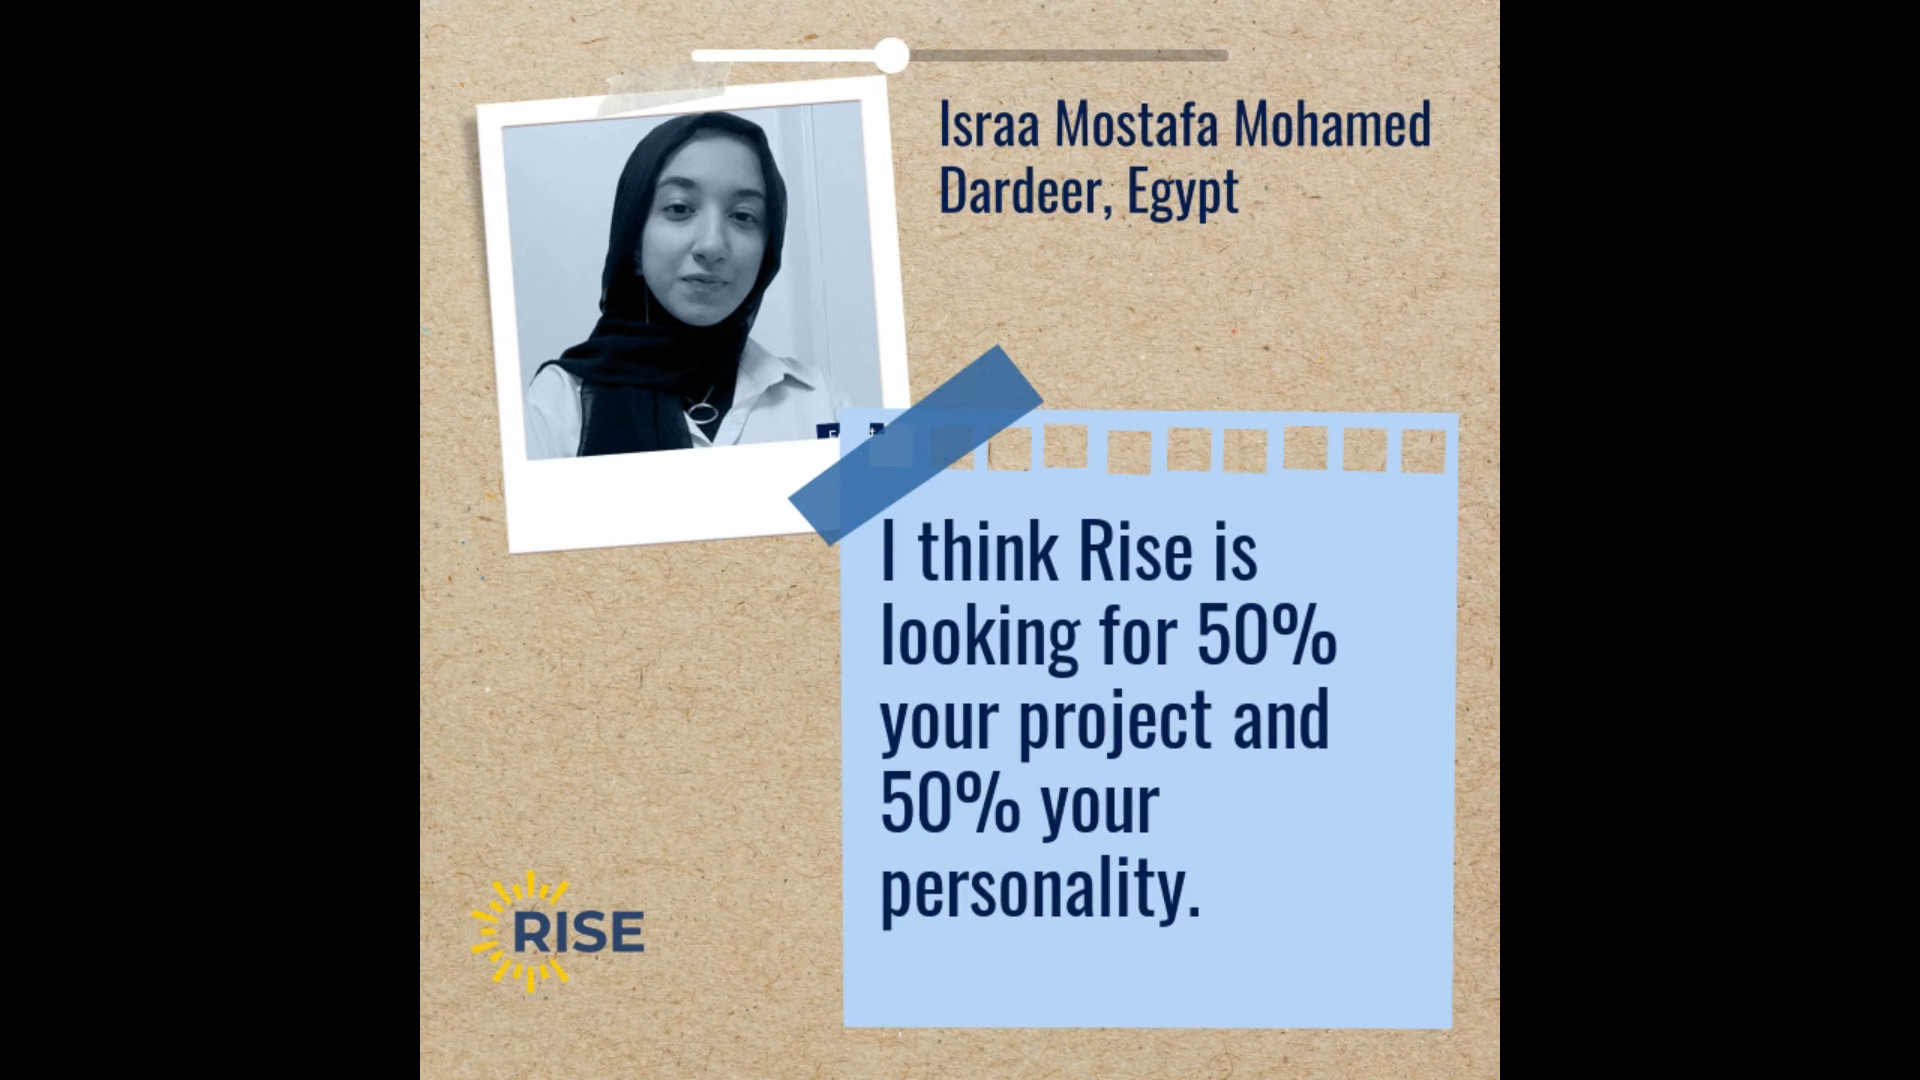 Israa Mostafa Mohamed
Dardeer, Egypt
I think Rise is
looking for 50%
your project and
50% your
personality.
RISE